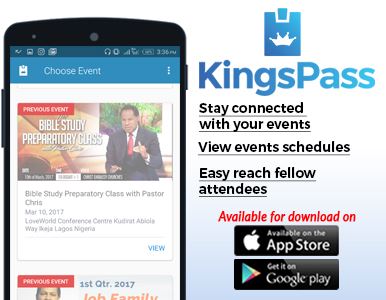 3:36 PM
Choose Event
PREVIOUS EVENT
BIBLE STUDY
PREPARATORY CLASS
Bible Study Preparatory Class with Pastor
Chris
Mar 10, 2017
LoveWorld Conference Centre Kudirat Abiola
Way Ikeja Lagos Nigeria
VIEW
PREVIOUS EVENT
1st Qtr. 2017
Job Family
KingsPass
Stay connected
with your events
View events schedules
Easy reach fellow
attendees
Available for download on
Available on the
App Store
Get it on
Google play